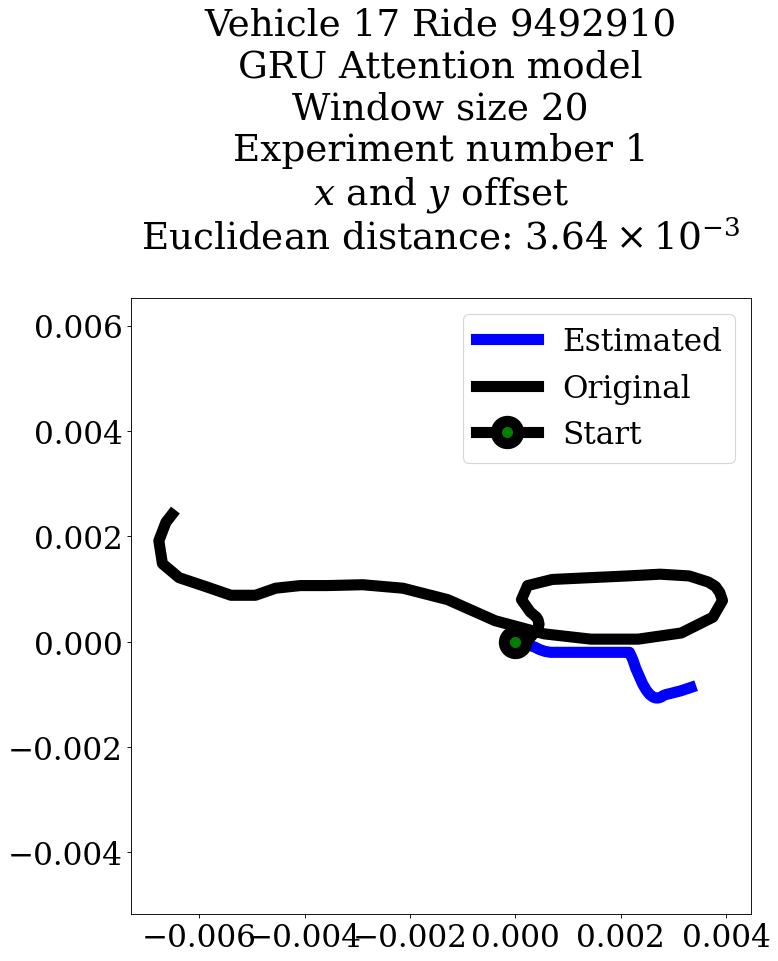 Vehicle 17 Ride 9492910
GRU Attention model
Window size 20
Experiment number 1
x and y offset
Euclidean distance: 3.64 × 10⁻³
Estimated
Original
Start
0.006
0.004
0.002
0.000
−0.002
−0.004
−0.006 −0.004 −0.002 0.000 0.002 0.004